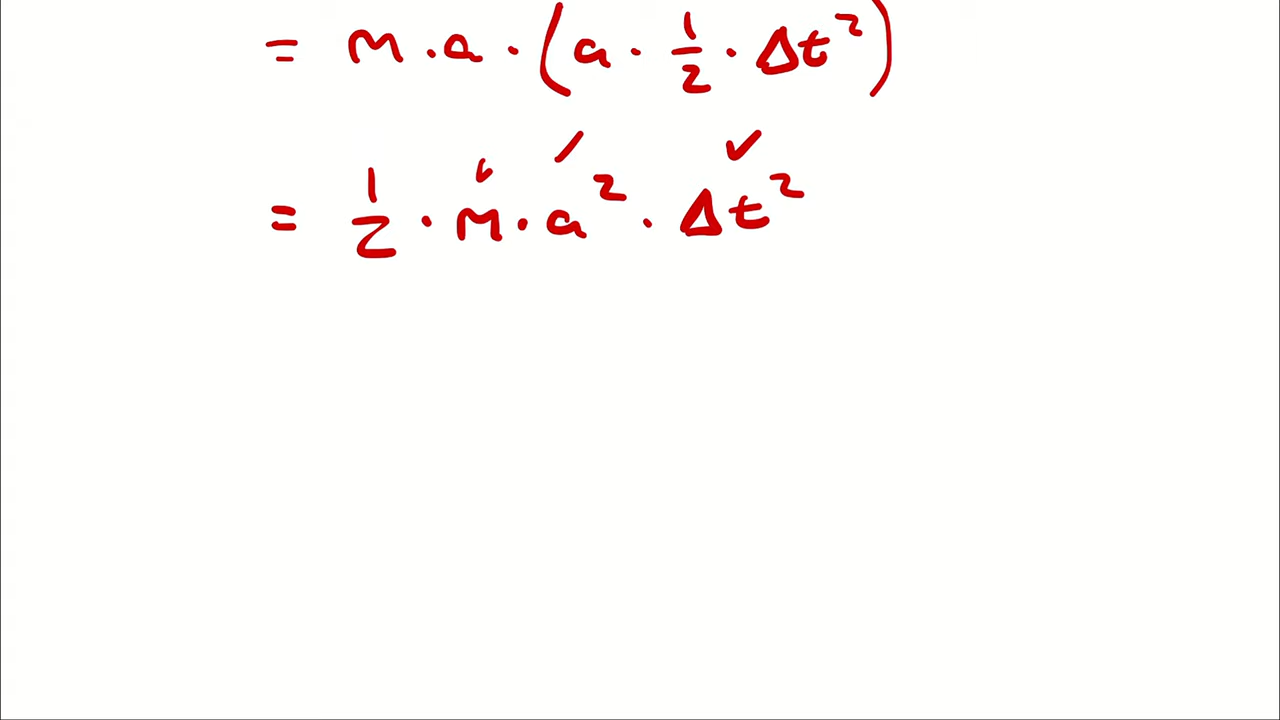 = m · a · (a · 1/2 · Δt²)
= 1/2 · m · a² · Δt²